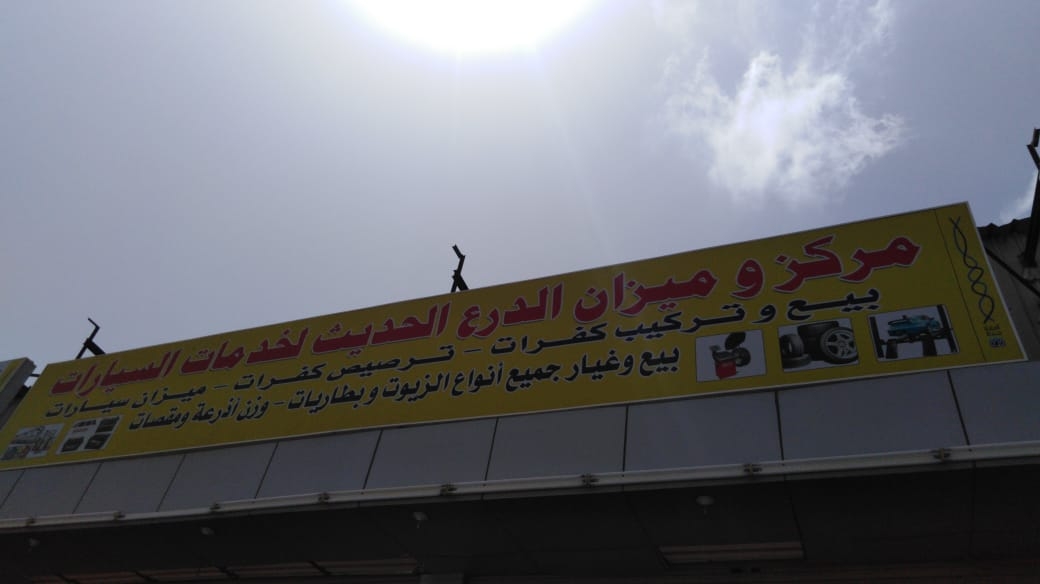 مركز و ميزان الدرع الحديث لخدمات السيارات
بيع و تركيب كفرات - ترصيص كفرات - ميزان سيارات
بيع وغيار جميع أنواع الزيوت و بطاريات - وزن أذرعة ومقصات